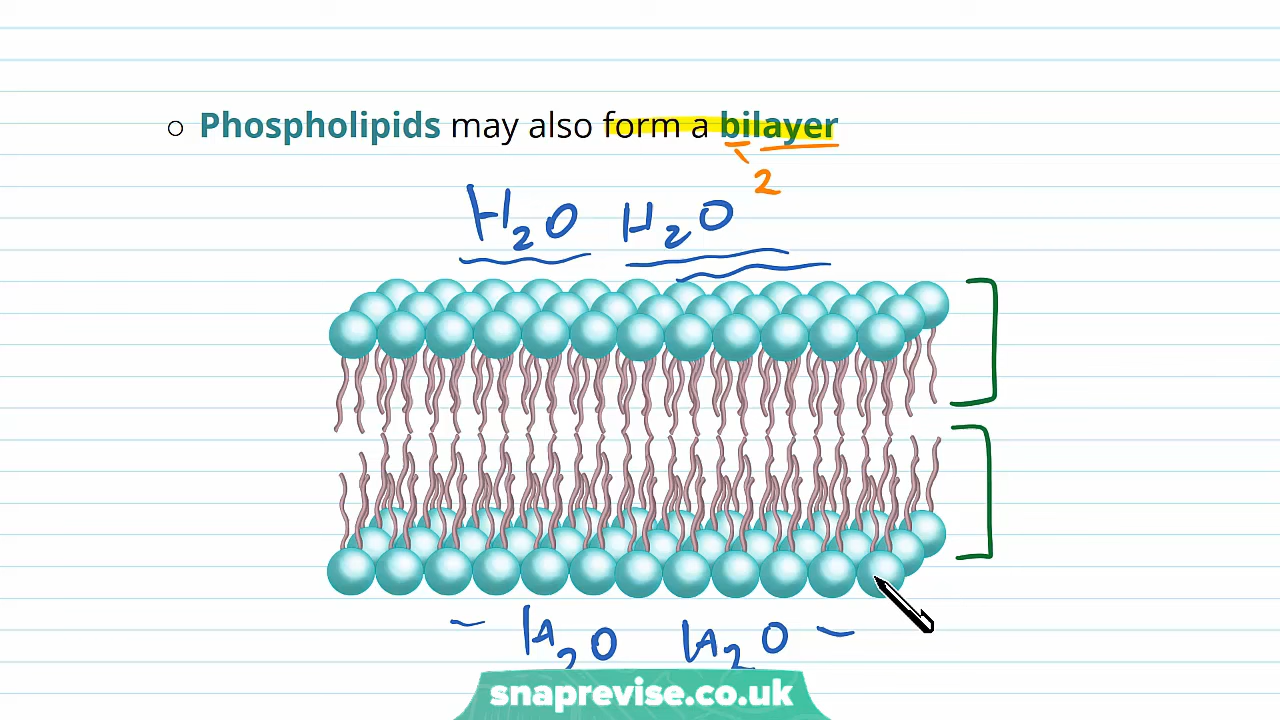 ○ Phospholipids may also form a bilayer
2
H₂O H₂O
H₂O H₂O
snaprevise.co.uk